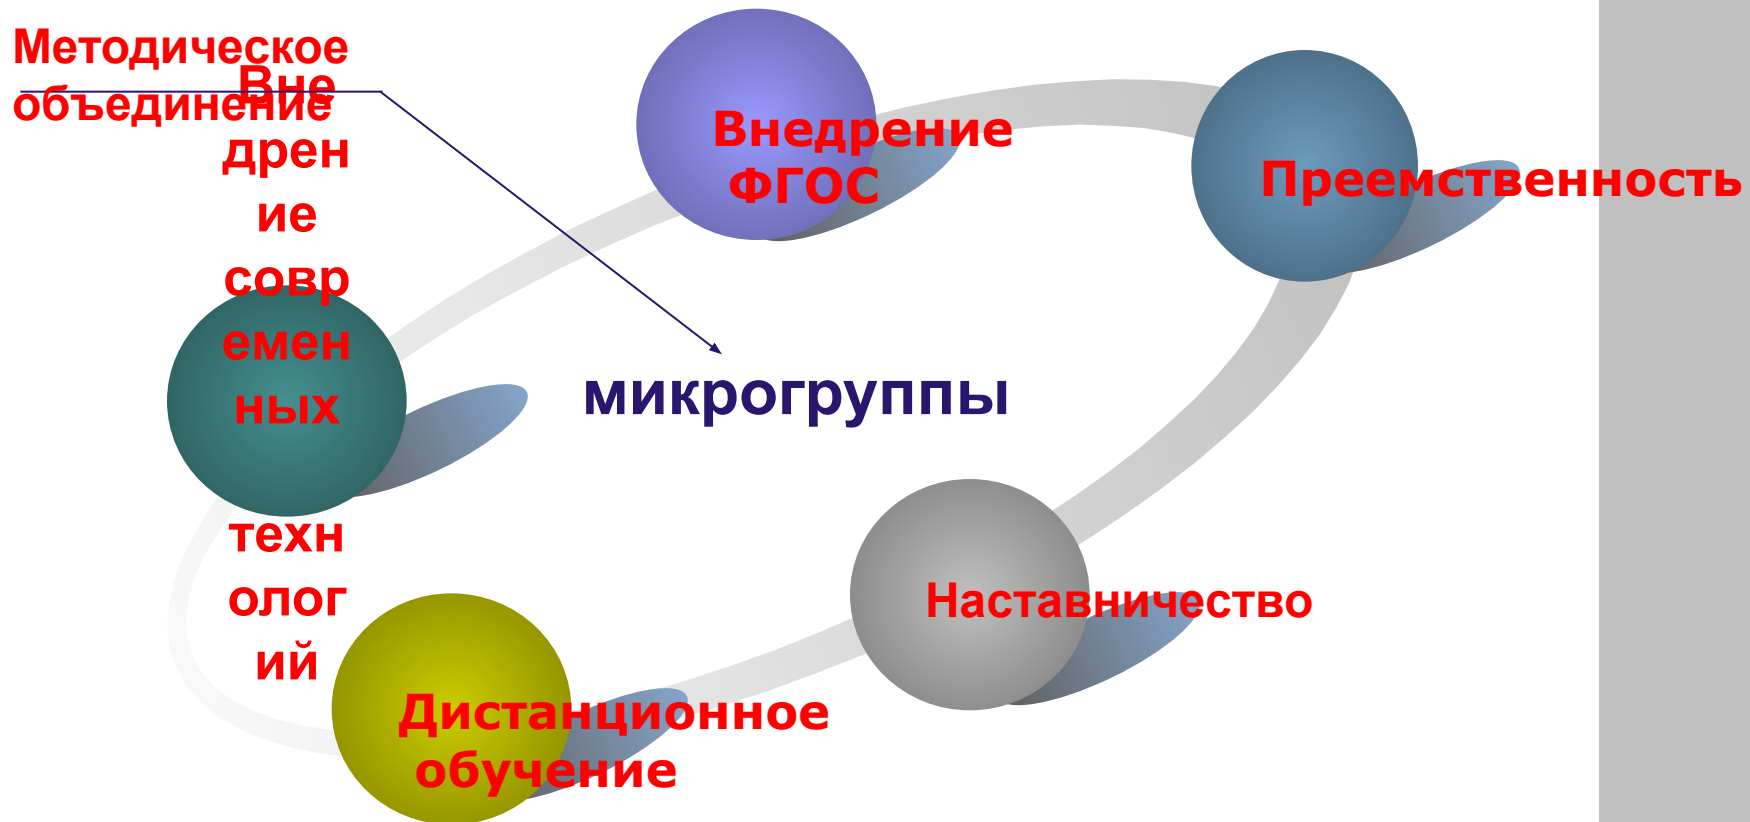 Методическое
объединение
Вне
дрен
ие
совр
емен
ных
техн
олог
ий
Внедрение
ФГОС
Преемственность
микрогруппы
Наставничество
Дистанционное
обучение